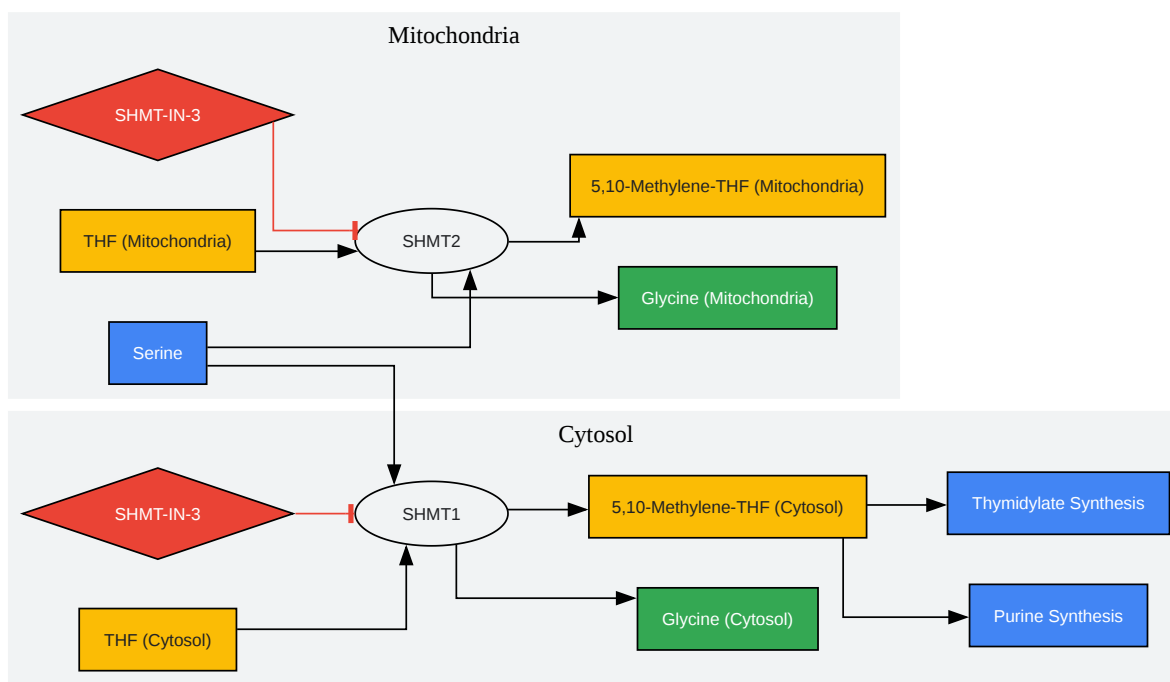 Mitochondria
SHMT-IN-3
5,10-Methylene-THF (Mitochondria)
THF (Mitochondria)
SHMT2
Glycine (Mitochondria)
Serine
Cytosol
SHMT-IN-3
SHMT1
5,10-Methylene-THF (Cytosol)
Thymidylate Synthesis
THF (Cytosol)
Glycine (Cytosol)
Purine Synthesis